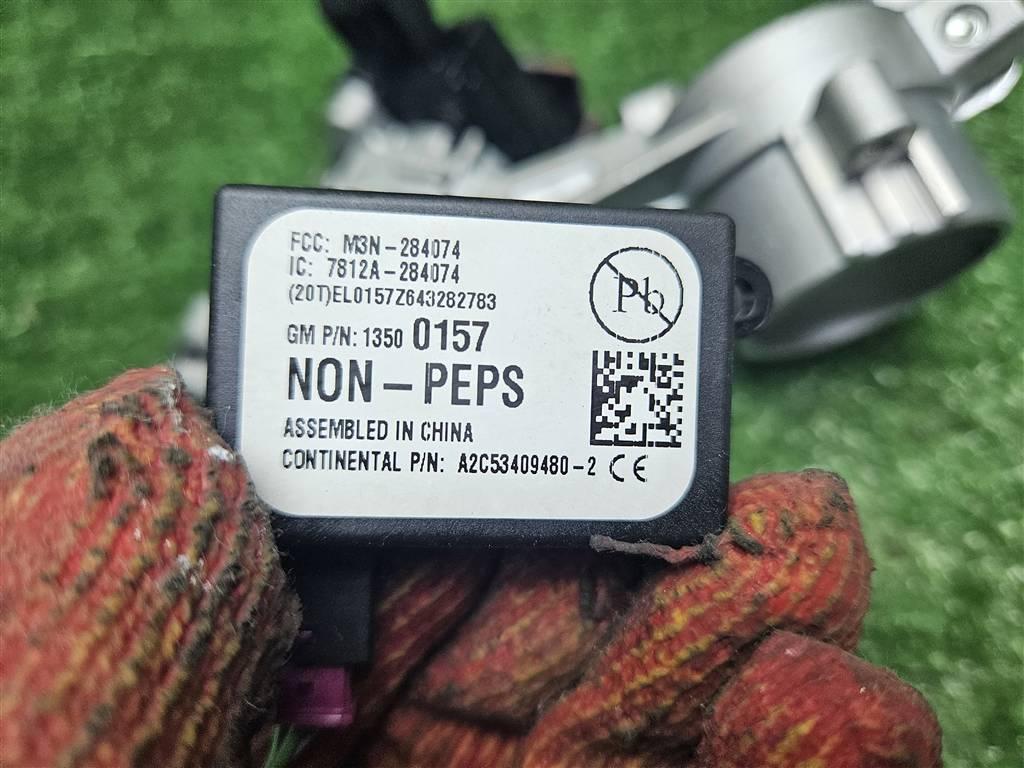 FCC: M3N-284074
IC: 7812A-284074
(20T)EL0157Z643282783
GM P/N: 1350 0157
NON-PEPS
ASSEMBLED IN CHINA
CONTINENTAL P/N: A2C53409480-2 CE
Pb